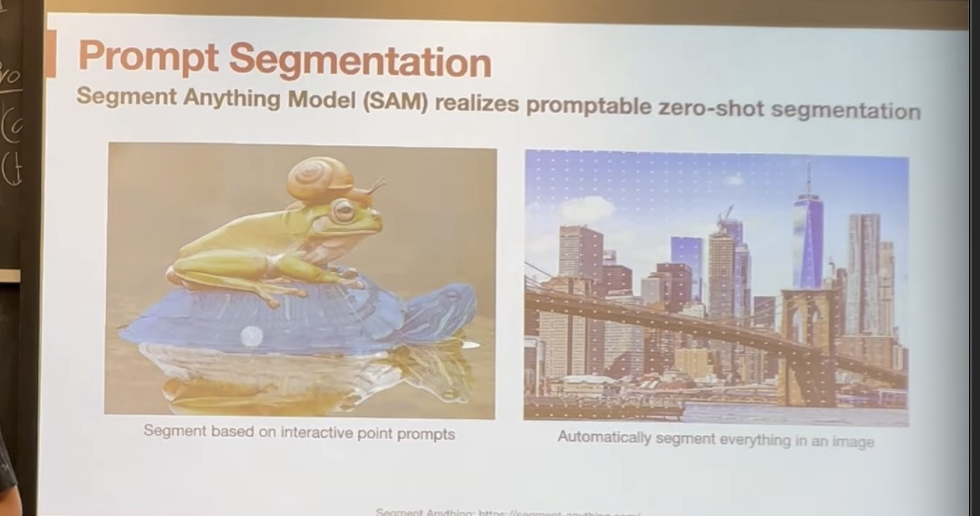 Prompt Segmentation
Segment Anything Model (SAM) realizes promptable zero-shot segmentation
Segment based on interactive point prompts
Automatically segment everything in an image
Segment Anything: https://segment-anything.com/